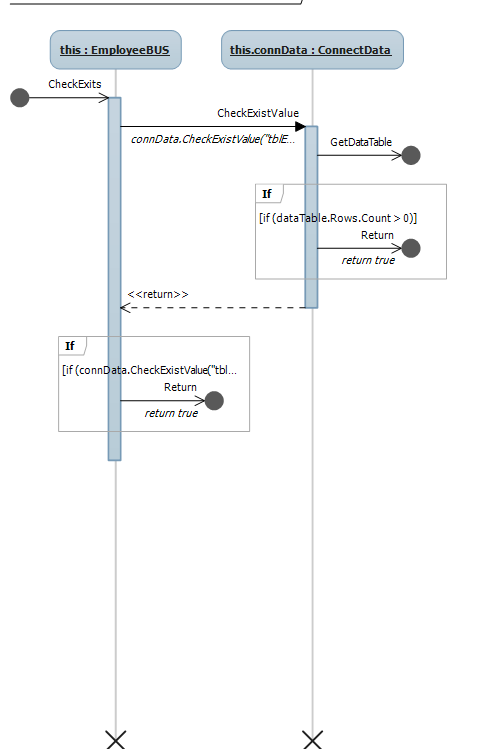 this : EmployeeBUS
this.connData : ConnectData
CheckExits
CheckExistValue
connData.CheckExistValue("tblE...
GetDataTable
If
[if (dataTable.Rows.Count > 0)]
Return
return true
<<return>>
If
[if (connData.CheckExistValue("tbl...
Return
return true